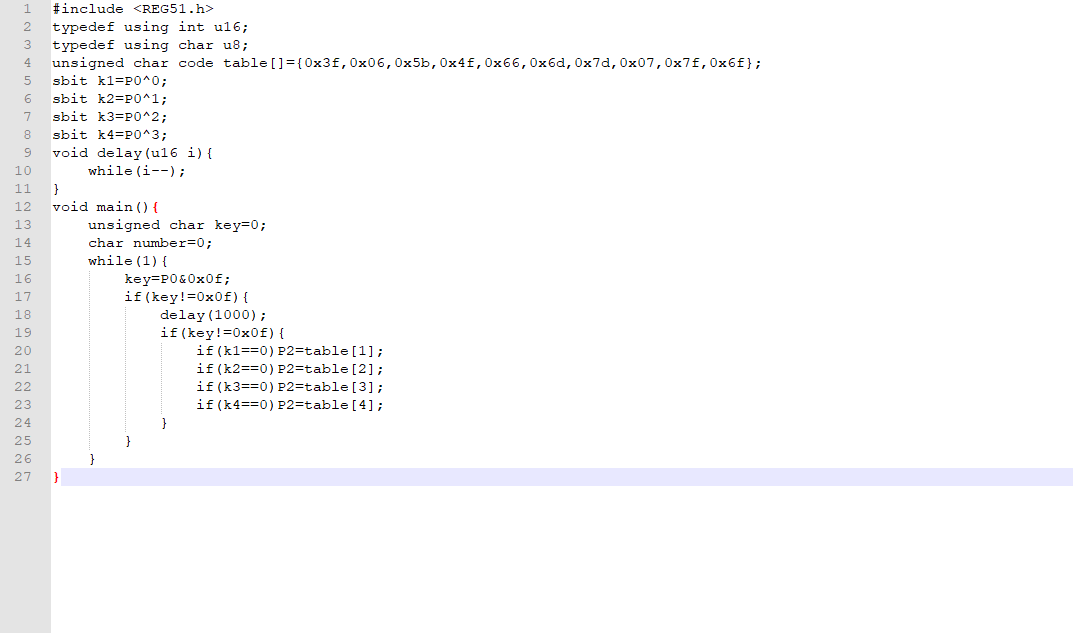 1 #include <REG51.h>
2 typedef using int u16;
3 typedef using char u8;
4 unsigned char code table[]={0x3f,0x06,0x5b,0x4f,0x66,0x6d,0x7d,0x07,0x7f,0x6f};
5 sbit k1=P0^0;
6 sbit k2=P0^1;
7 sbit k3=P0^2;
8 sbit k4=P0^3;
9 void delay(u16 i){
10     while(i--);
11 }
12 void main(){
13     unsigned char key=0;
14     char number=0;
15     while(1){
16         key=P0&0x0f;
17         if(key!=0x0f){
18             delay(1000);
19             if(key!=0x0f){
20                 if(k1==0)P2=table[1];
21                 if(k2==0)P2=table[2];
22                 if(k3==0)P2=table[3];
23                 if(k4==0)P2=table[4];
24             }
25         }
26     }
27 }